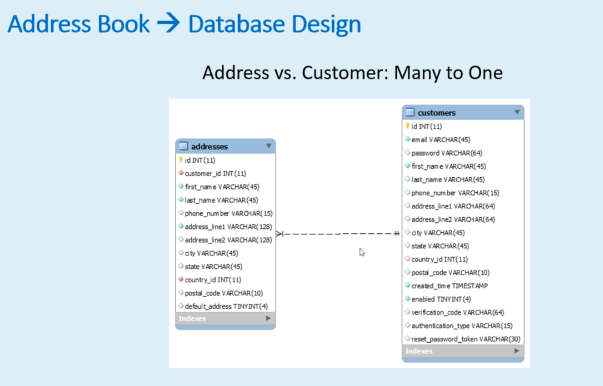 Address Book → Database Design
Address vs. Customer: Many to One
addresses
id INT(11)
customer_id INT(11)
first_name VARCHAR(45)
last_name VARCHAR(45)
phone_number VARCHAR(15)
address_line1 VARCHAR(128)
address_line2 VARCHAR(128)
city VARCHAR(45)
state VARCHAR(45)
country_id INT(11)
postal_code VARCHAR(10)
default_address TINYINT(4)
Indexes
customers
id INT(11)
email VARCHAR(45)
password VARCHAR(64)
first_name VARCHAR(45)
last_name VARCHAR(45)
phone_number VARCHAR(15)
address_line1 VARCHAR(64)
address_line2 VARCHAR(64)
city VARCHAR(45)
state VARCHAR(45)
country_id INT(11)
postal_code VARCHAR(10)
created_time TIMESTAMP
enabled TINYINT(4)
verification_code VARCHAR(64)
authentication_type VARCHAR(15)
reset_password_token VARCHAR(30)
Indexes